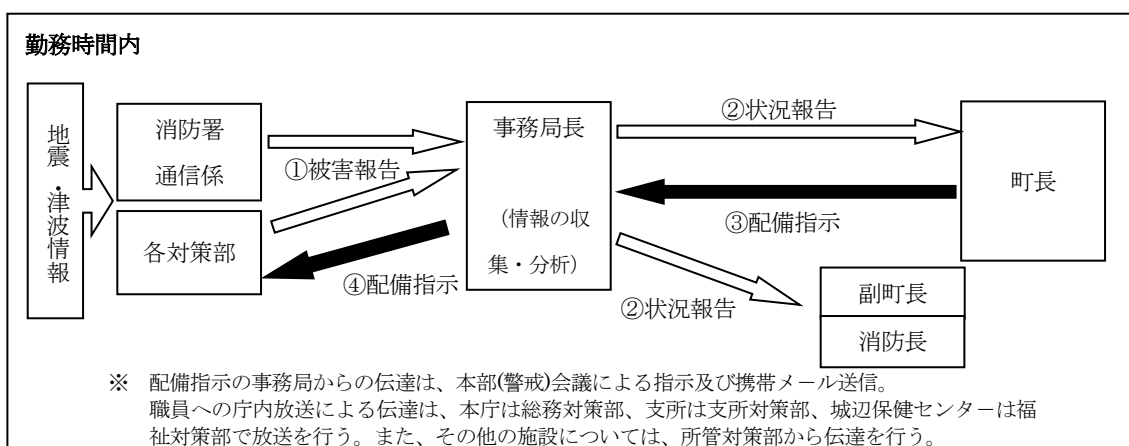 勤務時間内
地震・津波情報
消防署
通信係
各対策部
①被害報告
④配備指示
事務局長
（情報の収
集・分析）
②状況報告
③配備指示
②状況報告
町長
副町長
消防長
※　配備指示の事務局からの伝達は、本部(警戒)会議による指示及び携帯メール送信。
職員への庁内放送による伝達は、本庁は総務対策部、支所は支所対策部、城辺保健センターは福
祉対策部で放送を行う。また、その他の施設については、所管対策部から伝達を行う。